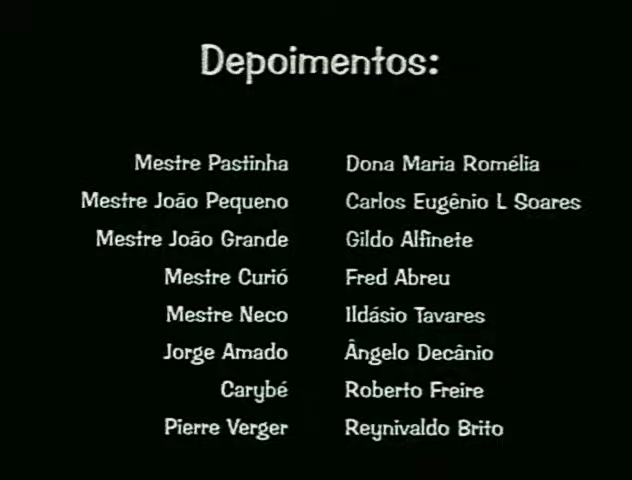 Depoimentos:
Mestre Pastinha
Mestre João Pequeno
Mestre João Grande
Mestre Curió
Mestre Neco
Jorge Amado
Carybé
Pierre Verger
Dona Maria Romélia
Carlos Eugênio L Soares
Gildo Alfinete
Fred Abreu
Ildásio Tavares
Ângelo Decânio
Roberto Freire
Reynivaldo Brito